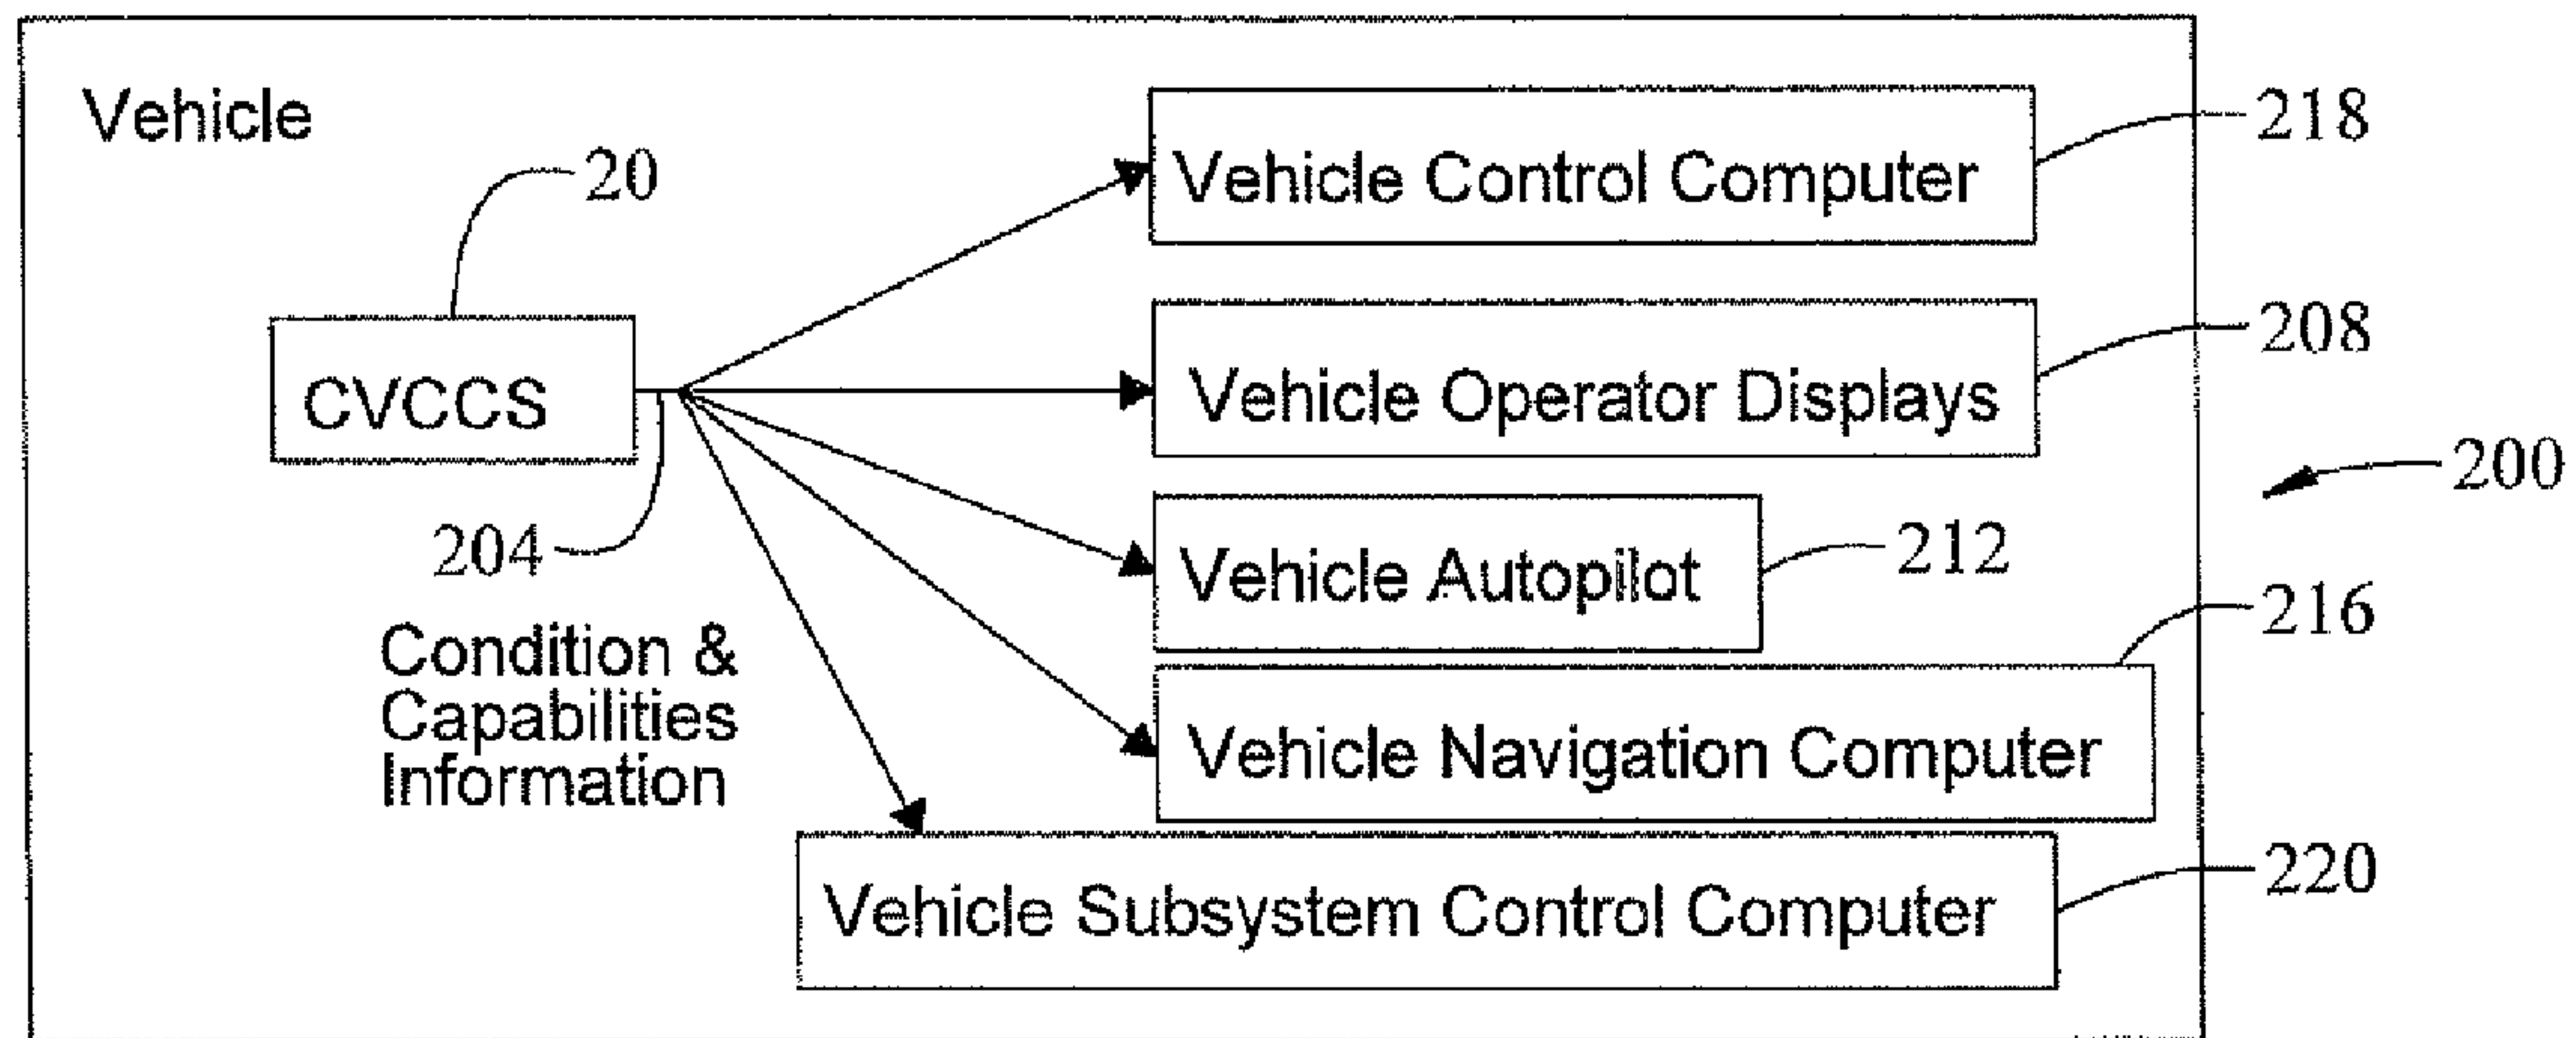 Vehicle
20
CVCCS
204
Condition &
Capabilities
Information
Vehicle Control Computer
218
Vehicle Operator Displays
208
200
Vehicle Autopilot
212
Vehicle Navigation Computer
216
Vehicle Subsystem Control Computer
220